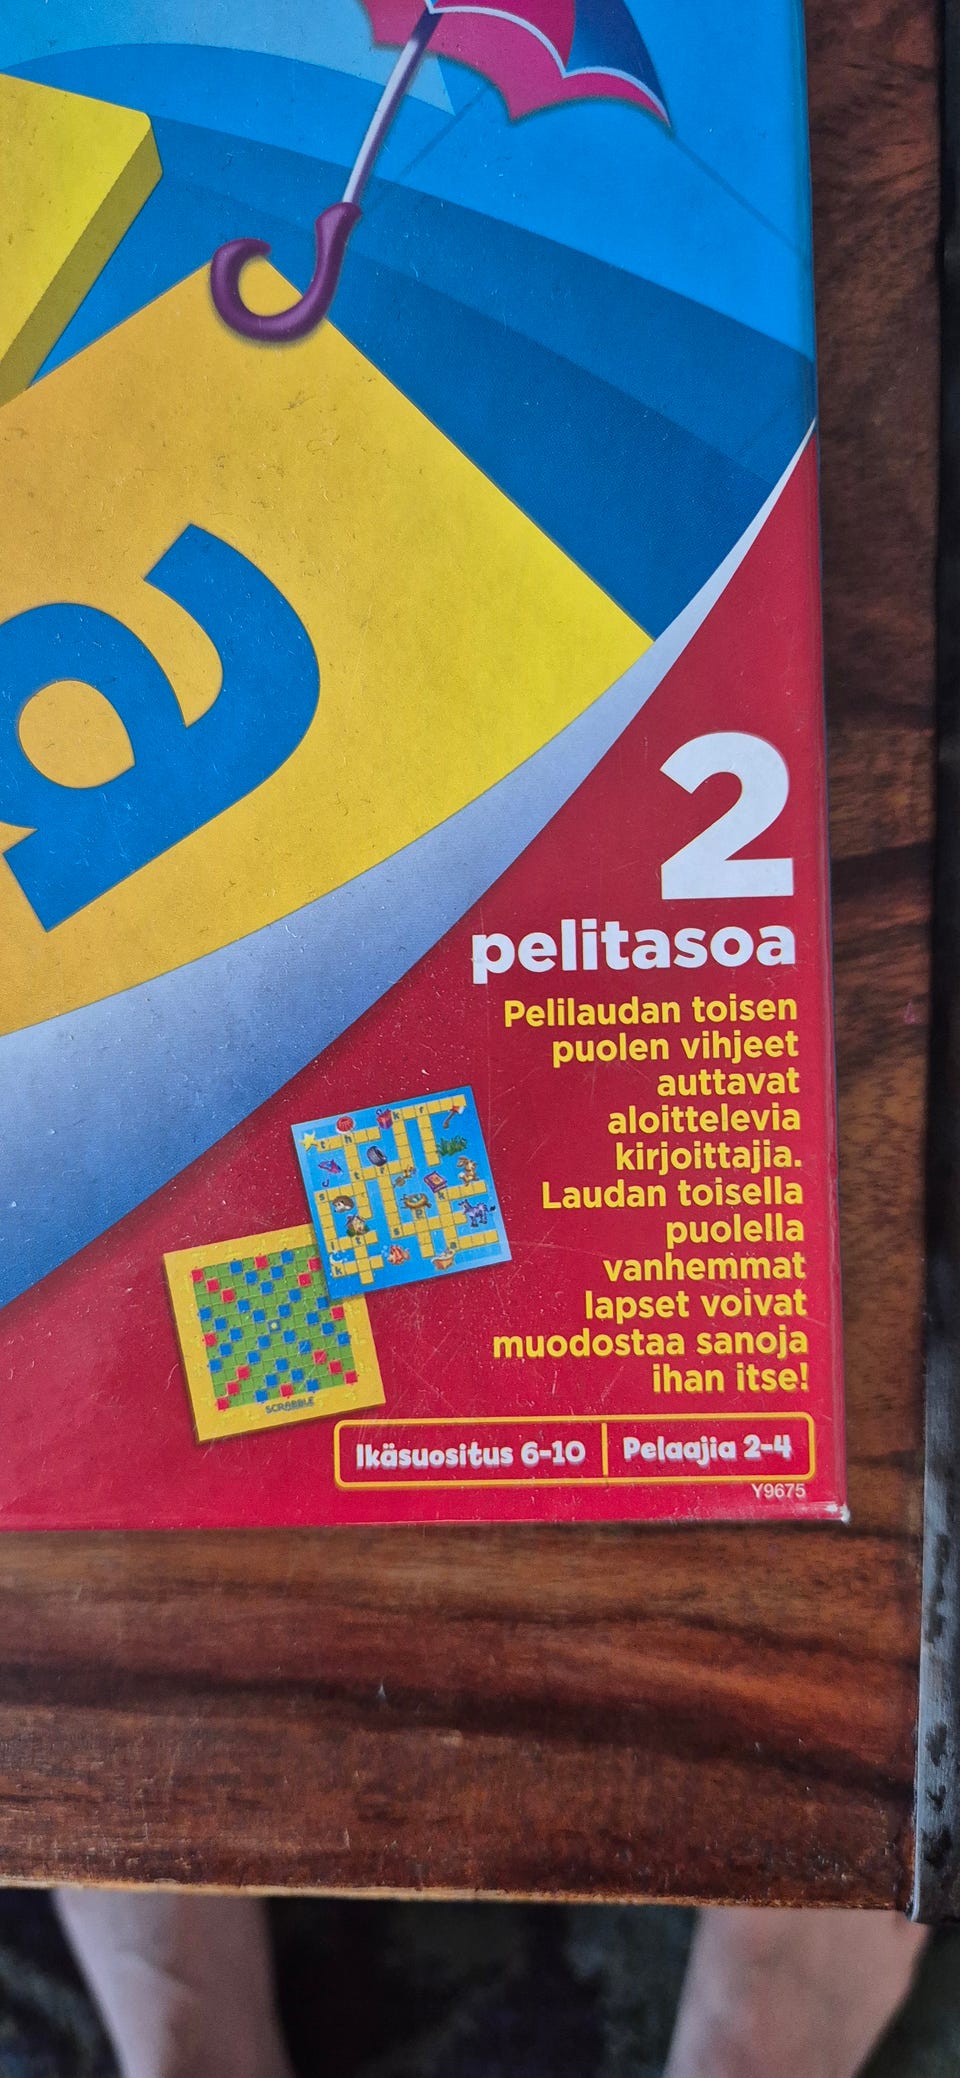 a
2
pelitasoa
Pelilaudan toisen
puolen vihjeet
auttavat
aloittelevia
kirjoittajia.
Laudan toisella
puolella
vanhemmat
lapset voivat
muodostaa sanoja
ihan itse!
SCRABBLE
Ikäsuositus 6-10
Pelaajia 2-4
Y9675